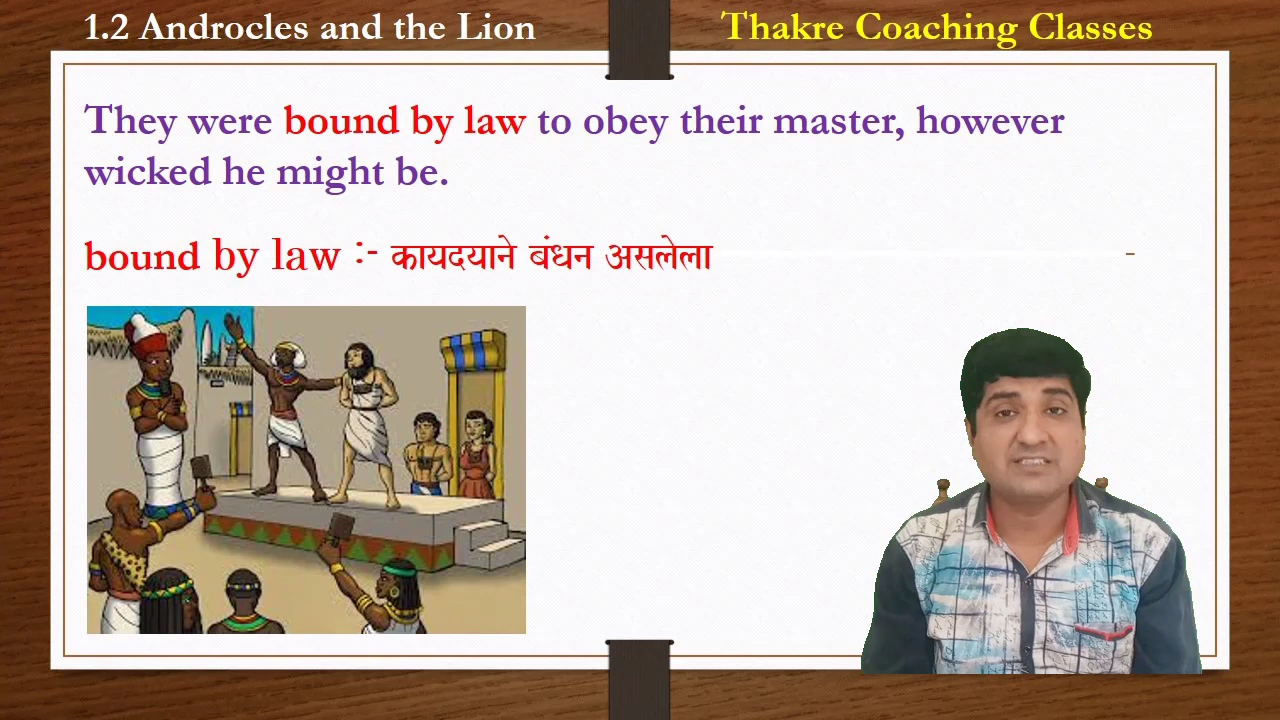 1.2 Androcles and the Lion
Thakre Coaching Classes
They were bound by law to obey their master, however
wicked he might be.
bound by law :- कायदयाने बंधन असलेला
-